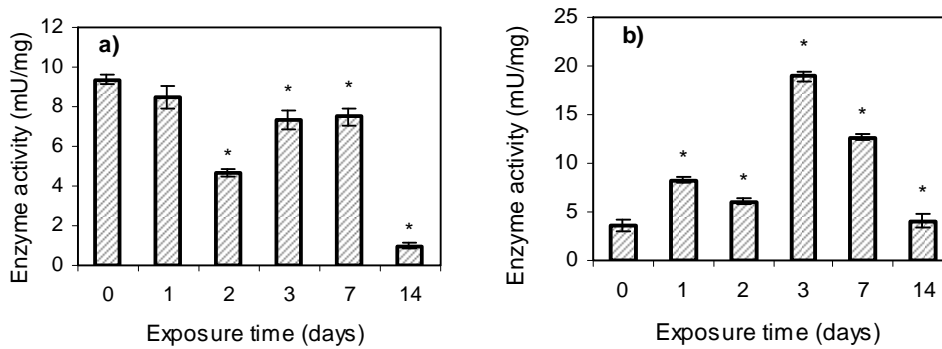 a)
Enzyme activity (mU/mg)
12
10
8
6
4
2
0
* * * *
0 1 2 3 7 14
Exposure time (days)
b)
Enzyme activity (mU/mg)
25
20
15
10
5
0
* * * * *
0 1 2 3 7 14
Exposure time (days)